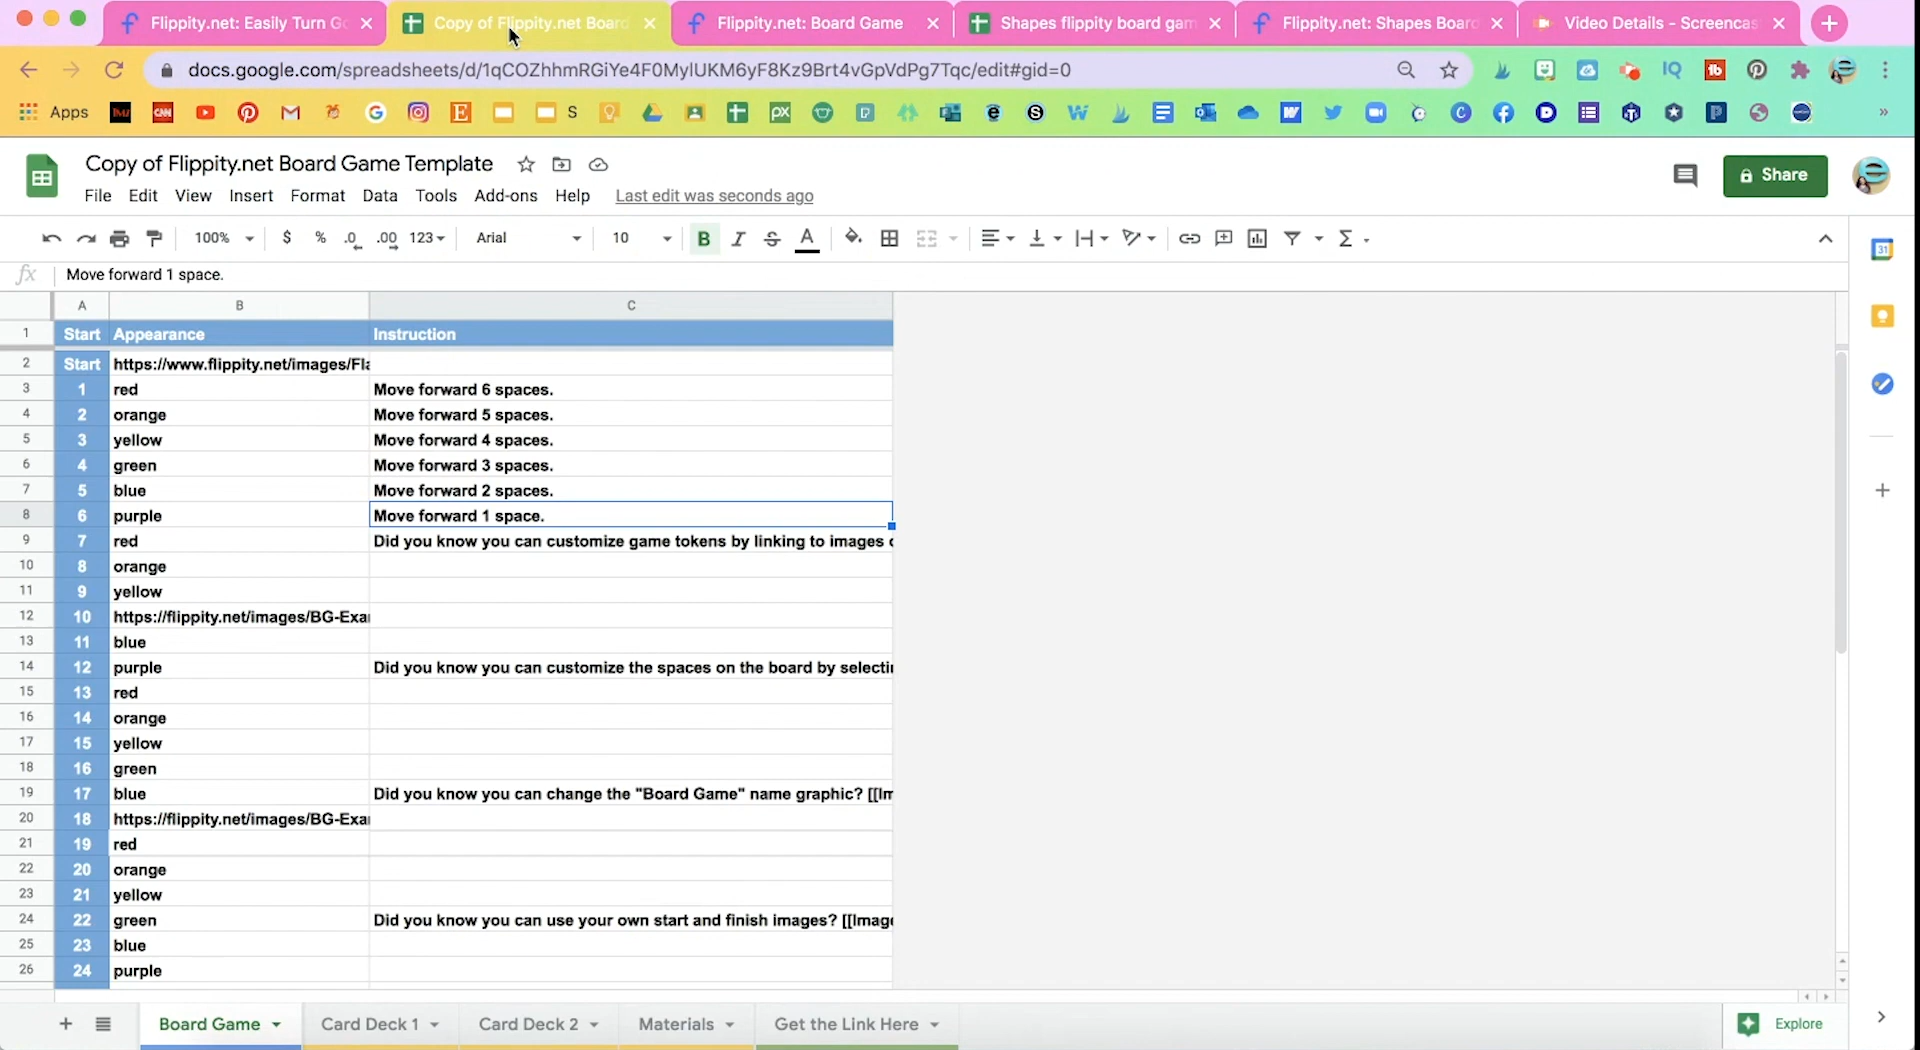 Flippity.net: Easily Turn Go
Copy of Flippity.net Board
Flippity.net: Board Game
Shapes flippity board gam
Flippity.net: Shapes Board
Video Details - Screencas
docs.google.com/spreadsheets/d/1qCOZhhmRGiYe4F0MylUKM6yF8Kz9Brt4vGpVdPg7Tqc/edit#gid=0
Apps
S
Copy of Flippity.net Board Game Template
File Edit View Insert Format Data Tools Add-ons Help Last edit was seconds ago
Share
100% $ % .0 .00 123 Arial 10 B I S A
fx Move forward 1 space.
A B C
1 Start Appearance Instruction
2 Start https://www.flippity.net/images/Fla
3 1 red Move forward 6 spaces.
4 2 orange Move forward 5 spaces.
5 3 yellow Move forward 4 spaces.
6 4 green Move forward 3 spaces.
7 5 blue Move forward 2 spaces.
8 6 purple Move forward 1 space.
9 7 red Did you know you can customize game tokens by linking to images
10 8 orange
11 9 yellow
12 10 https://flippity.net/images/BG-Exa
13 11 blue
14 12 purple Did you know you can customize the spaces on the board by selecti
15 13 red
16 14 orange
17 15 yellow
18 16 green
19 17 blue Did you know you can change the "Board Game" name graphic? [[Im
20 18 https://flippity.net/images/BG-Exa
21 19 red
22 20 orange
23 21 yellow
24 22 green Did you know you can use your own start and finish images? [[Image
25 23 blue
26 24 purple
Board Game Card Deck 1 Card Deck 2 Materials Get the Link Here Explore